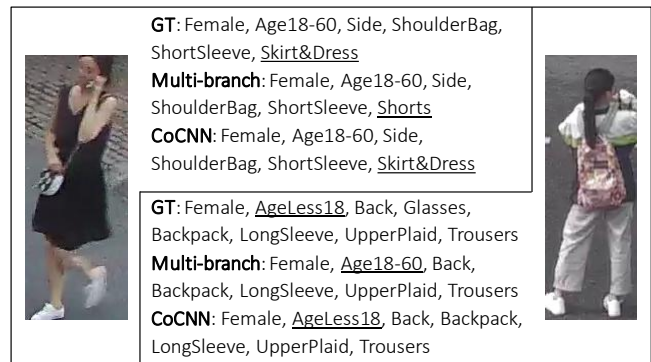 GT: Female, Age18-60, Side, ShoulderBag,
ShortSleeve, Skirt&Dress
Multi-branch: Female, Age18-60, Side,
ShoulderBag, ShortSleeve, Shorts
CoCNN: Female, Age18-60, Side,
ShoulderBag, ShortSleeve, Skirt&Dress
GT: Female, AgeLess18, Back, Glasses,
Backpack, LongSleeve, UpperPlaid, Trousers
Multi-branch: Female, Age18-60, Back,
Backpack, LongSleeve, UpperPlaid, Trousers
CoCNN: Female, AgeLess18, Back, Backpack,
LongSleeve, UpperPlaid, Trousers